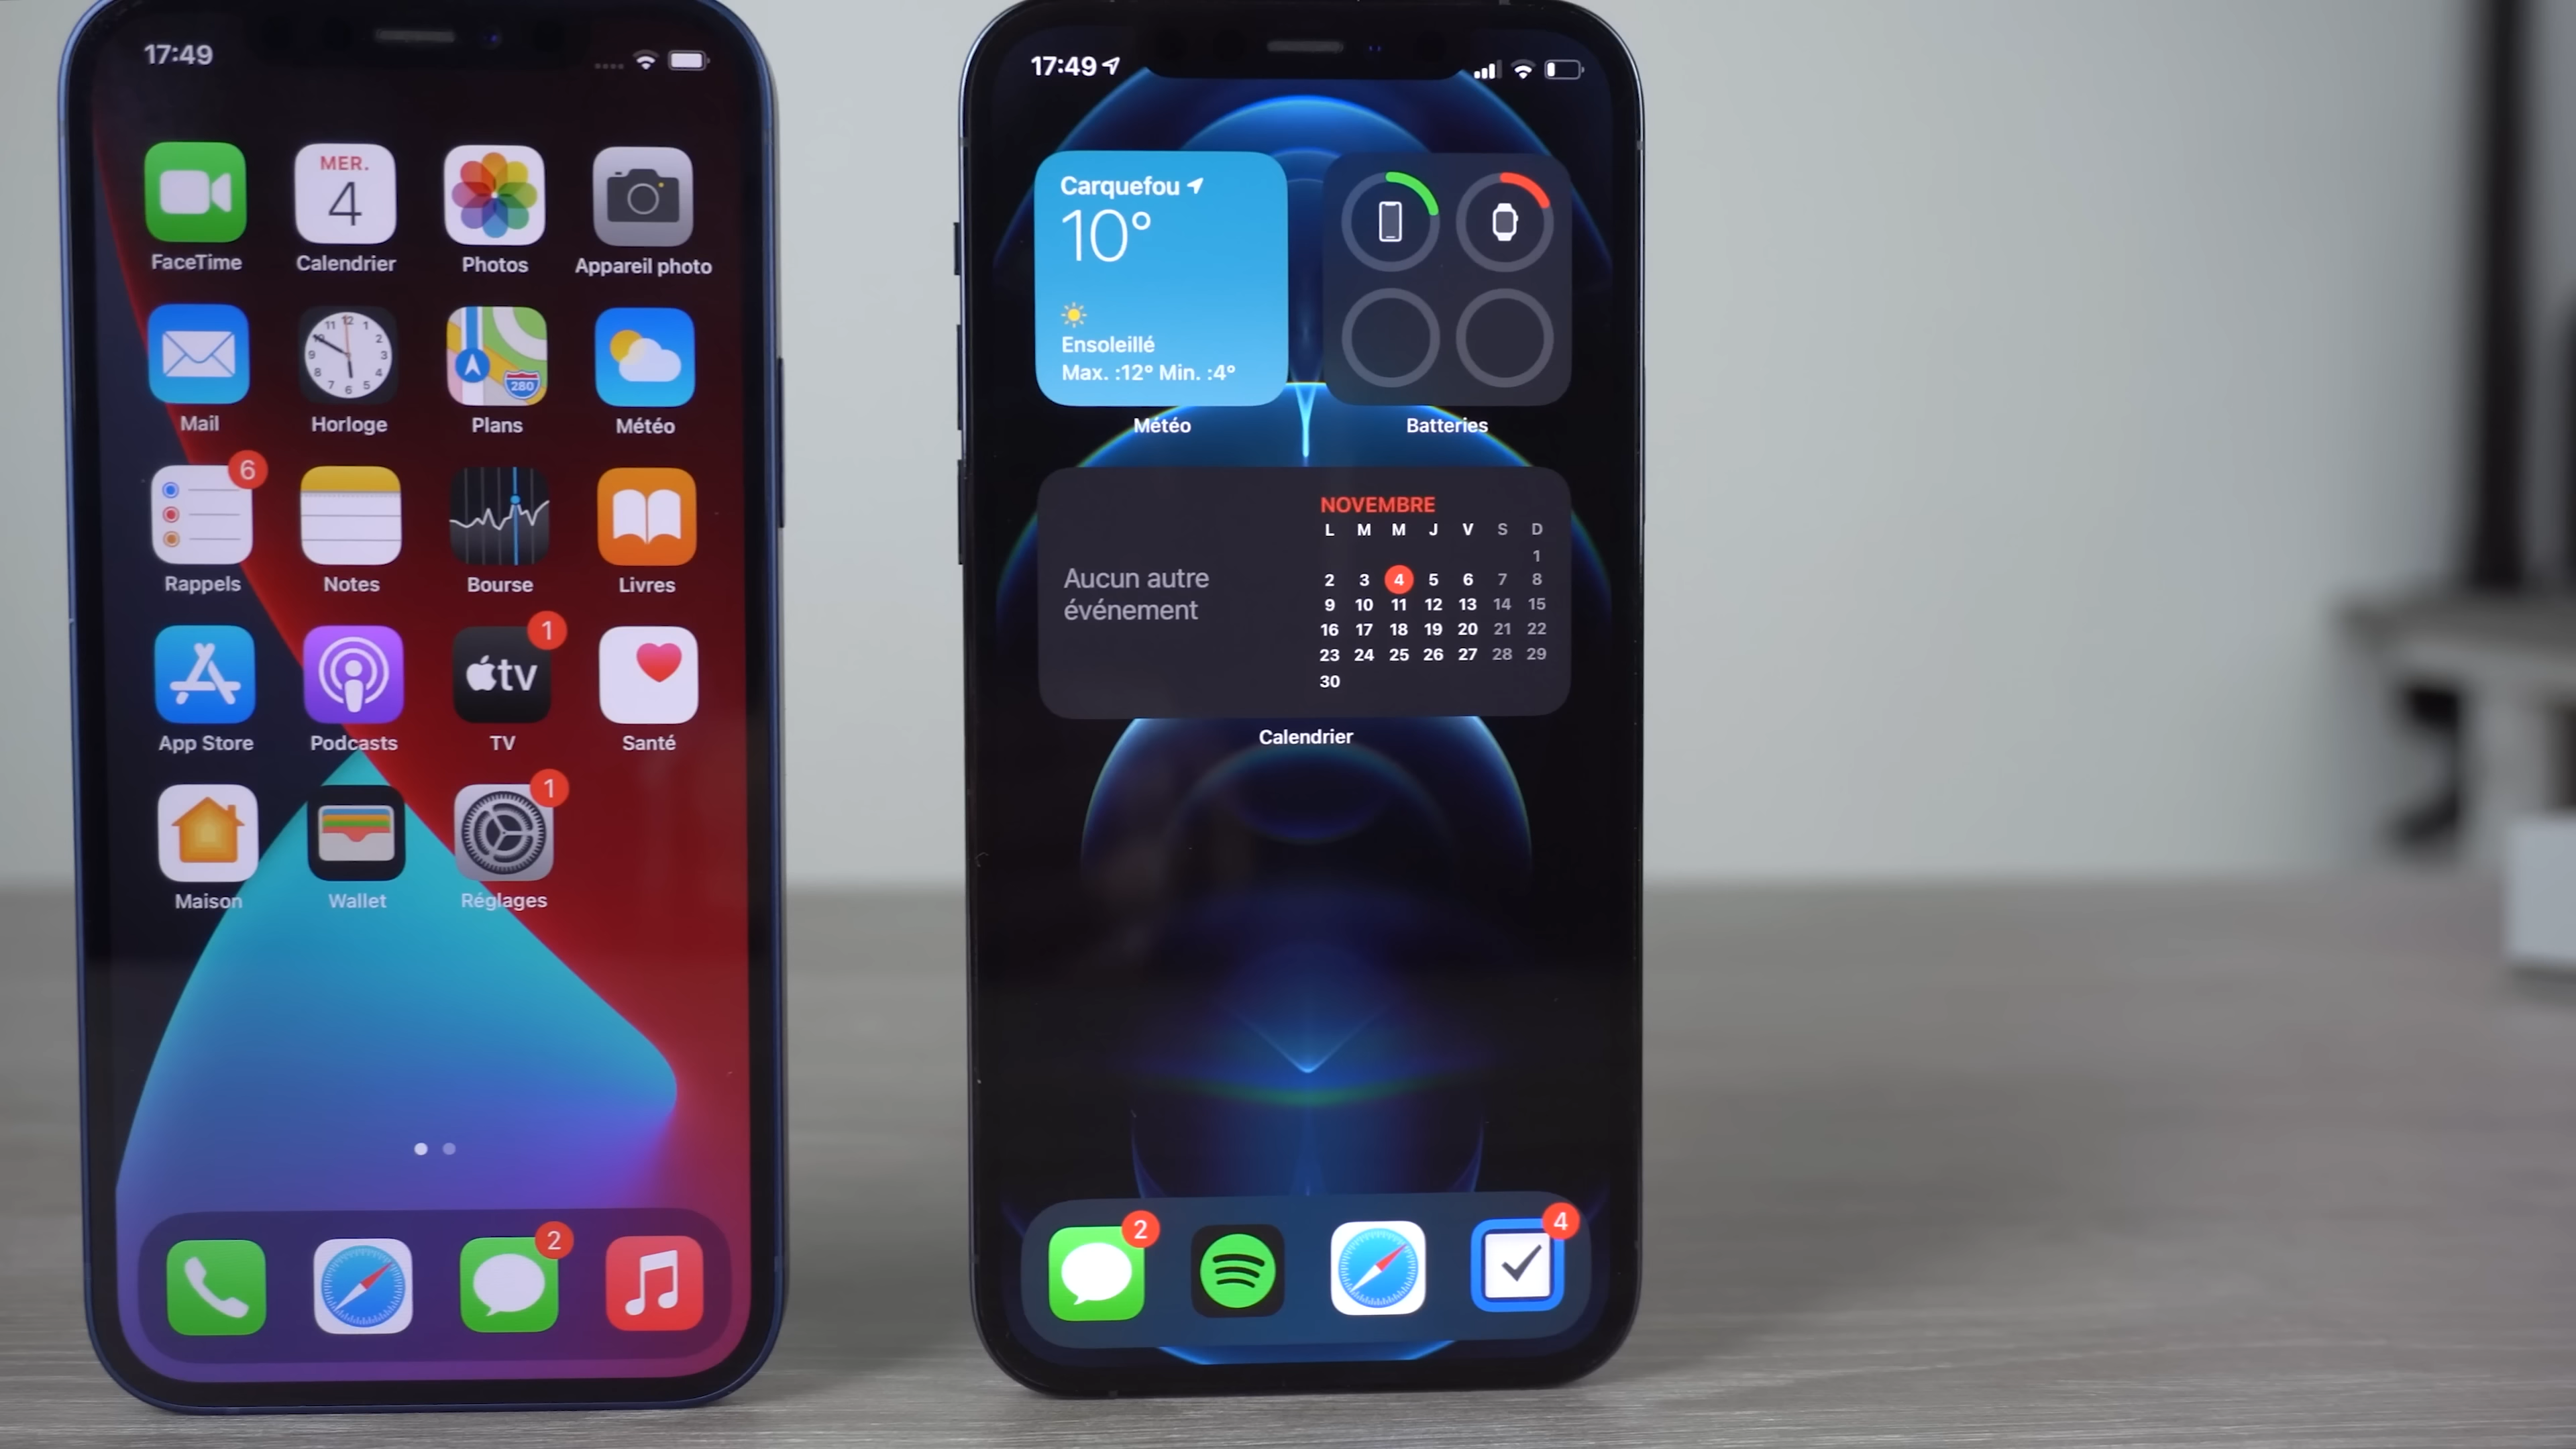 17:49
MER.
4
FaceTime
Calendrier
Photos
Appareil photo
280
Mail
Horloge
Plans
Météo
6
Rappels
Notes
Bourse
Livres
1
tv
App Store
Podcasts
TV
Santé
1
Maison
Wallet
Réglages
2
17:49
Carquefou
10°
Ensoleillé
Max. :12° Min. :4°
Météo
Batteries
NOVEMBRE
L M M J V S D
1
2 3 4 5 6 7 8
9 10 11 12 13 14 15
16 17 18 19 20 21 22
23 24 25 26 27 28 29
30
Aucun autre
événement
Calendrier
2
4